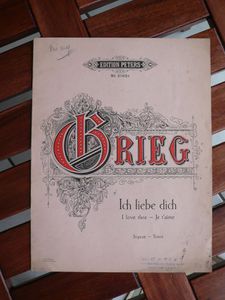 EDITION PETERS
GRIEG
Ich liebe dich
I love thee – Je t'aime
Sopran – Tenor